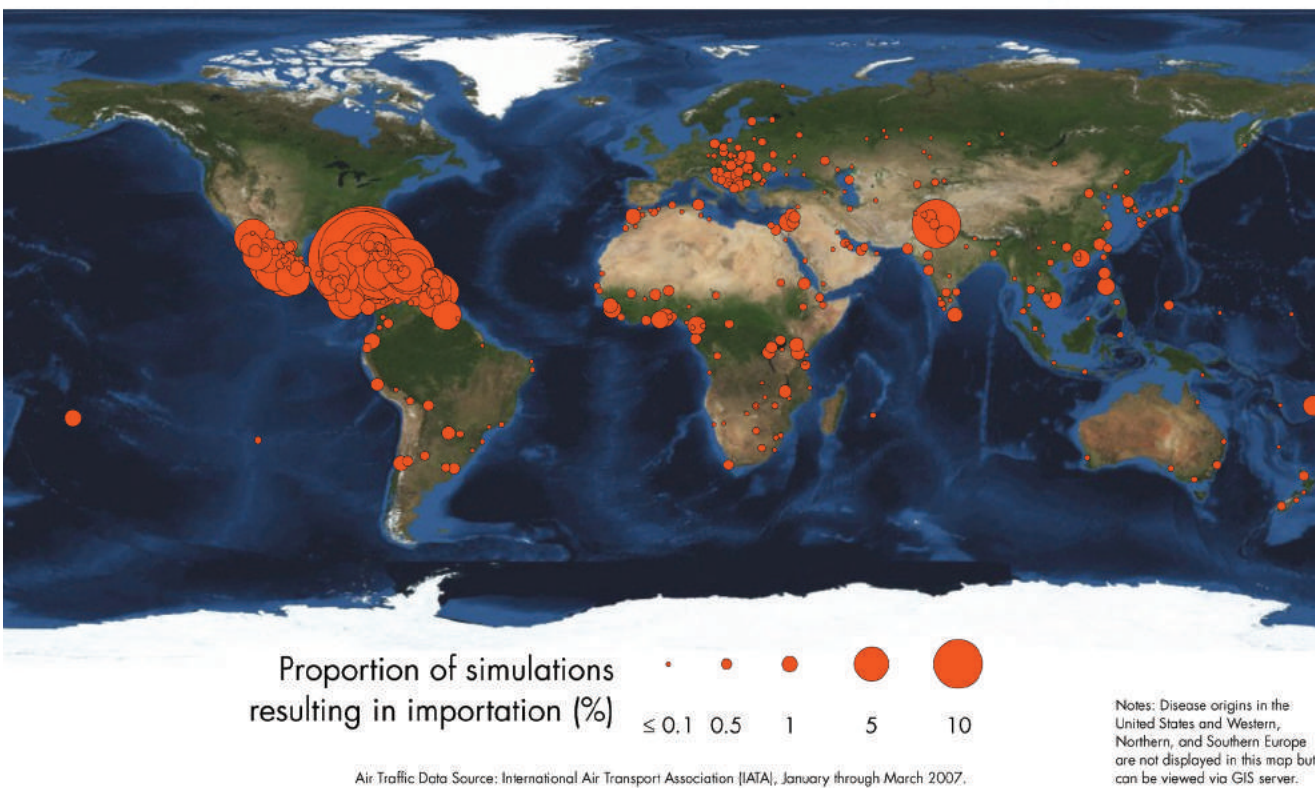 Proportion of simulations
resulting in importation (%)
≤ 0.1 0.5 1 5 10
Notes: Disease origins in the
United States and Western,
Northern, and Southern Europe
are not displayed in this map but
can be viewed via GIS server.
Air Traffic Data Source: International Air Transport Association (IATA), January through March 2007.